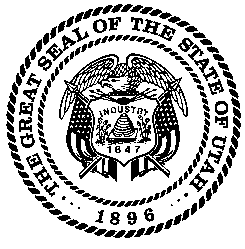 THE GREAT SEAL OF THE STATE OF UTAH
INDUSTRY
1847
1896